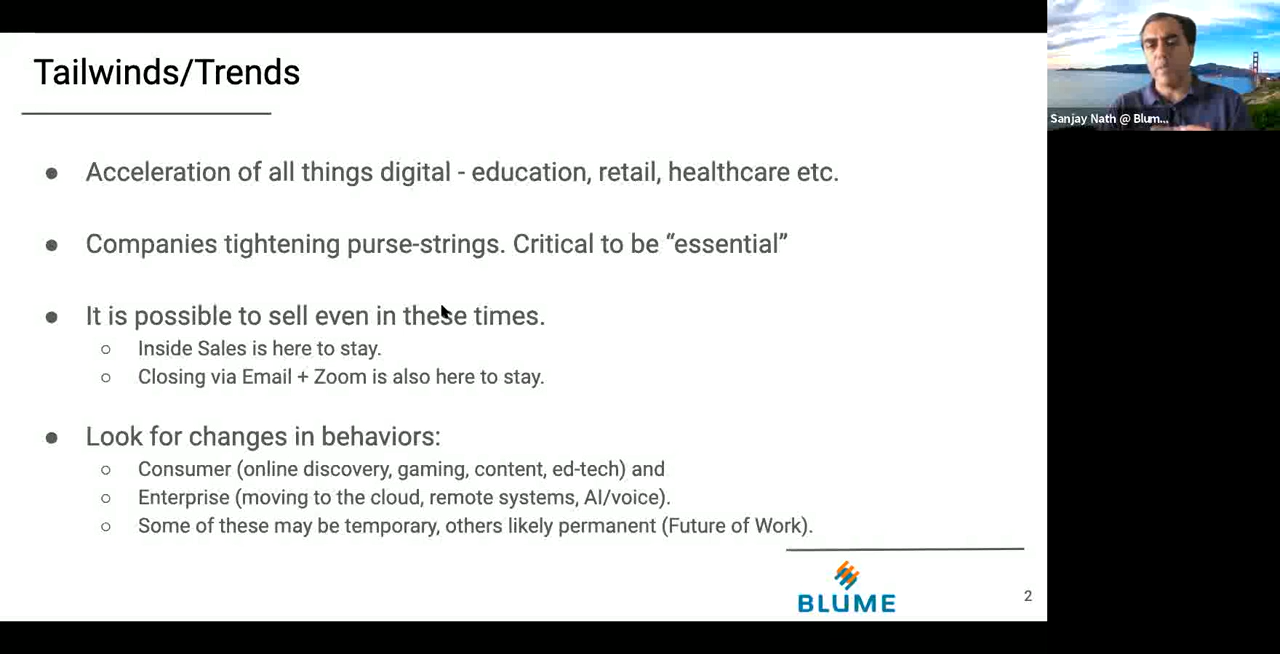 Tailwinds/Trends
Sanjay Nath @ Blum...
● Acceleration of all things digital - education, retail, healthcare etc.
● Companies tightening purse-strings. Critical to be “essential”
● It is possible to sell even in these times.
○ Inside Sales is here to stay.
○ Closing via Email + Zoom is also here to stay.
● Look for changes in behaviors:
○ Consumer (online discovery, gaming, content, ed-tech) and
○ Enterprise (moving to the cloud, remote systems, AI/voice).
○ Some of these may be temporary, others likely permanent (Future of Work).
BLUME
2